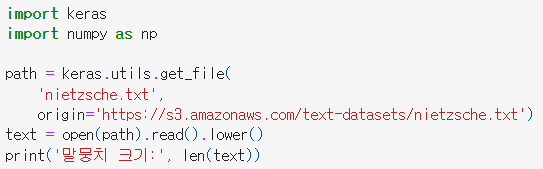 import keras
import numpy as np
path = keras.utils.get_file(
'nietzsche.txt',
origin='https://s3.amazonaws.com/text-datasets/nietzsche.txt')
text = open(path).read().lower()
print('말뭉치 크기:', len(text))